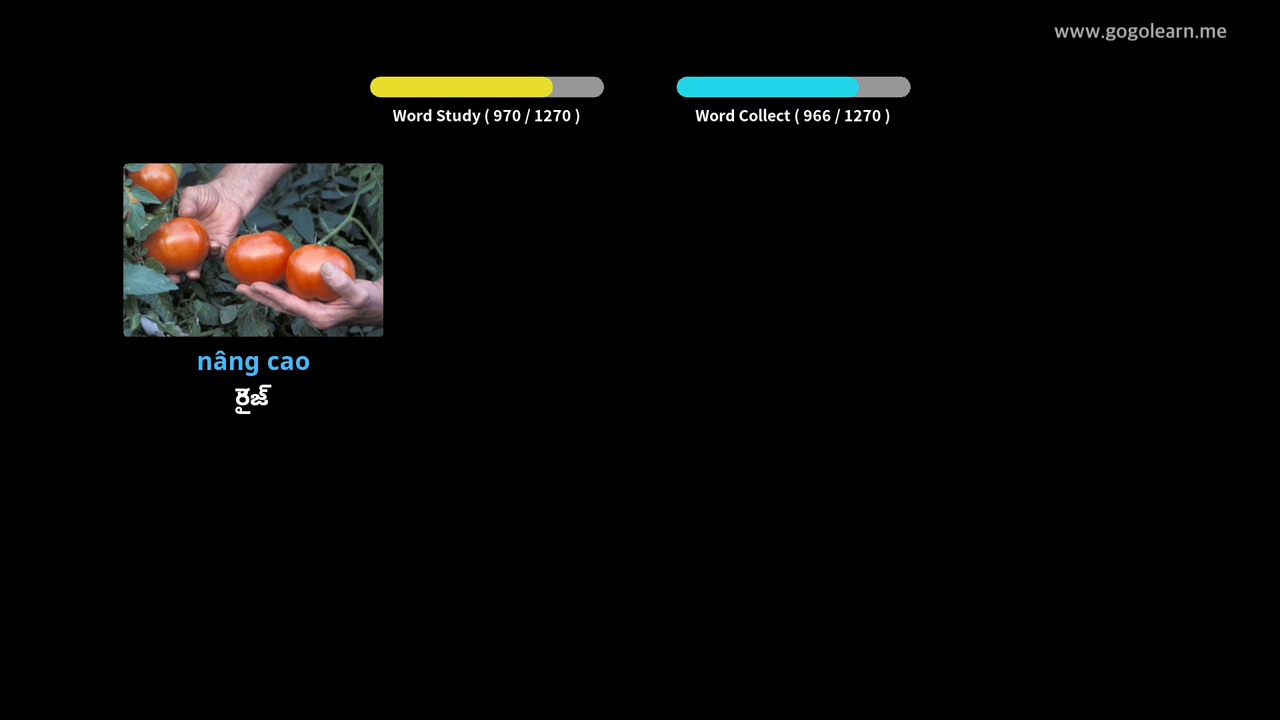 www.gogolearn.me
Word Study ( 970 / 1270 )
Word Collect ( 966 / 1270 )
nâng cao
రైజ్